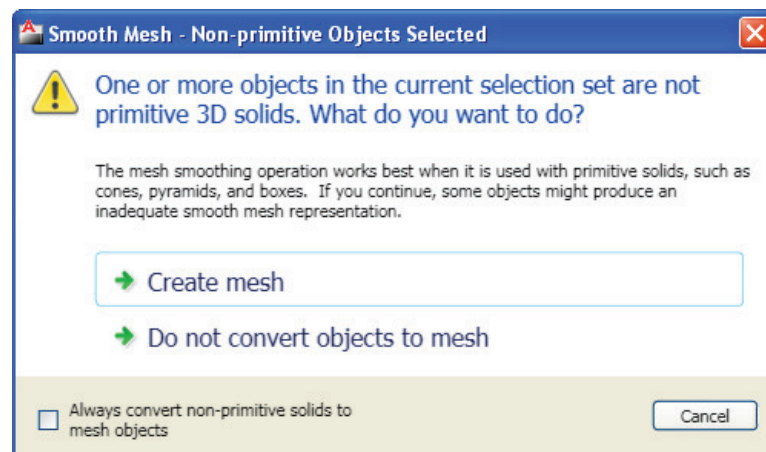 Smooth Mesh - Non-primitive Objects Selected
One or more objects in the current selection set are not
primitive 3D solids. What do you want to do?
The mesh smoothing operation works best when it is used with primitive solids, such as
cones, pyramids, and boxes. If you continue, some objects might produce an
inadequate smooth mesh representation.
Create mesh
Do not convert objects to mesh
Always convert non-primitive solids to
mesh objects
Cancel